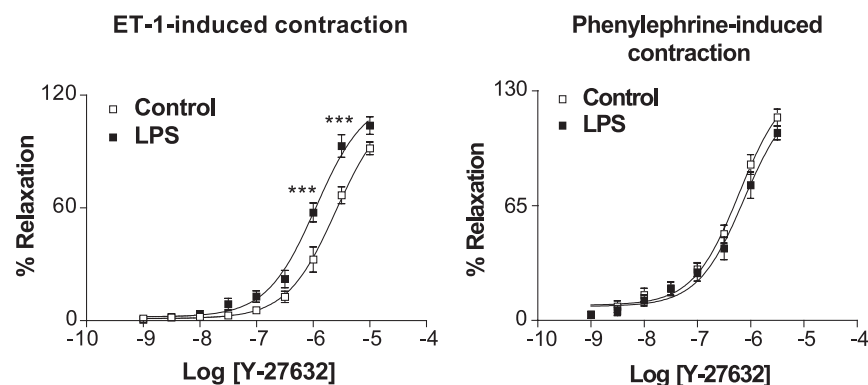 ET-1-induced contraction
120
Control
LPS
***
***
60
0
% Relaxation
-10
-9
-8
-7
-6
-5
-4
Log [Y-27632]
Phenylephrine-induced
contraction
130
Control
LPS
65
0
% Relaxation
-10
-9
-8
-7
-6
-5
-4
Log [Y-27632]